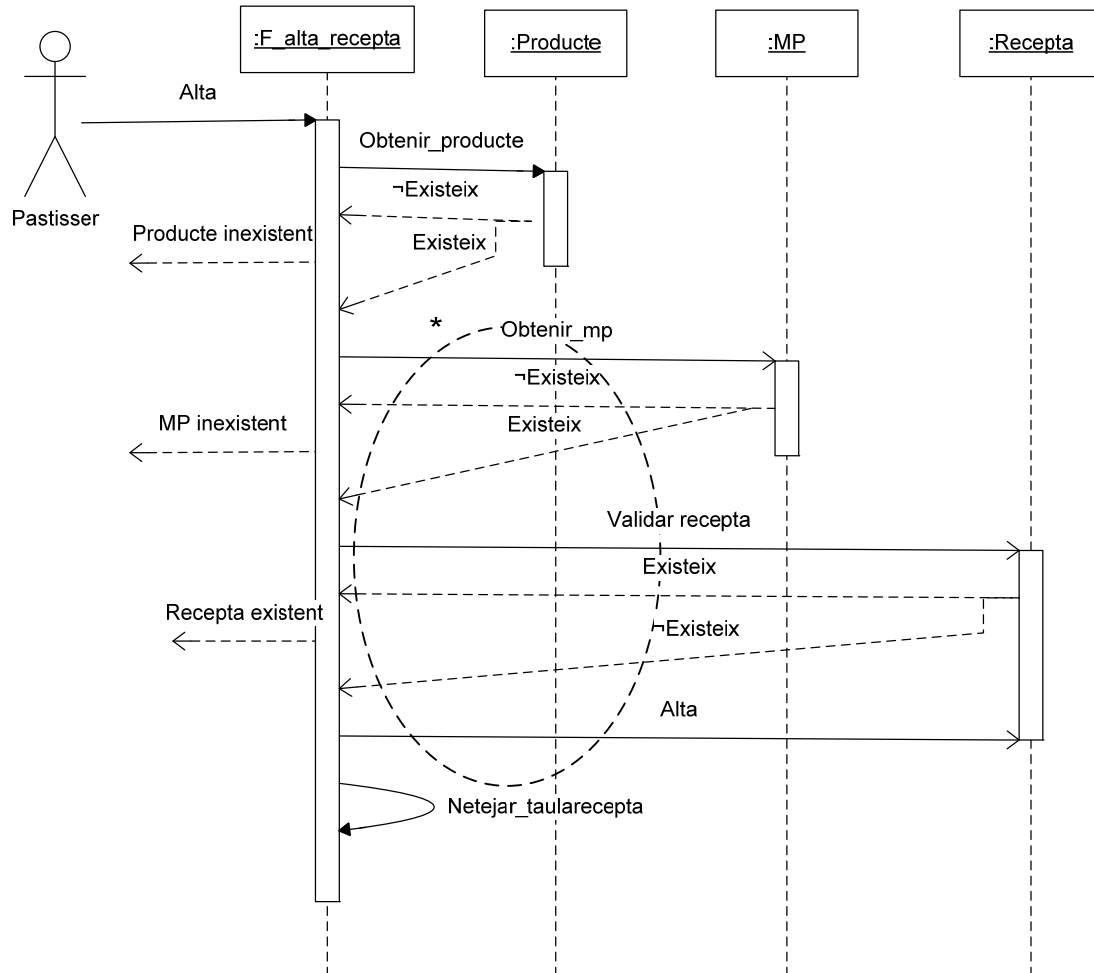 :F_alta_recepta
:Producte
:MP
:Recepta
Alta
Obtenir_producte
Pastisser
¬Existeix
Producte inexistent
Existeix
*
Obtenir_mp
¬Existeix
MP inexistent
Existeix
Validar recepta
Existeix
Recepta existent
¬Existeix
Alta
Netejar_taularecepta